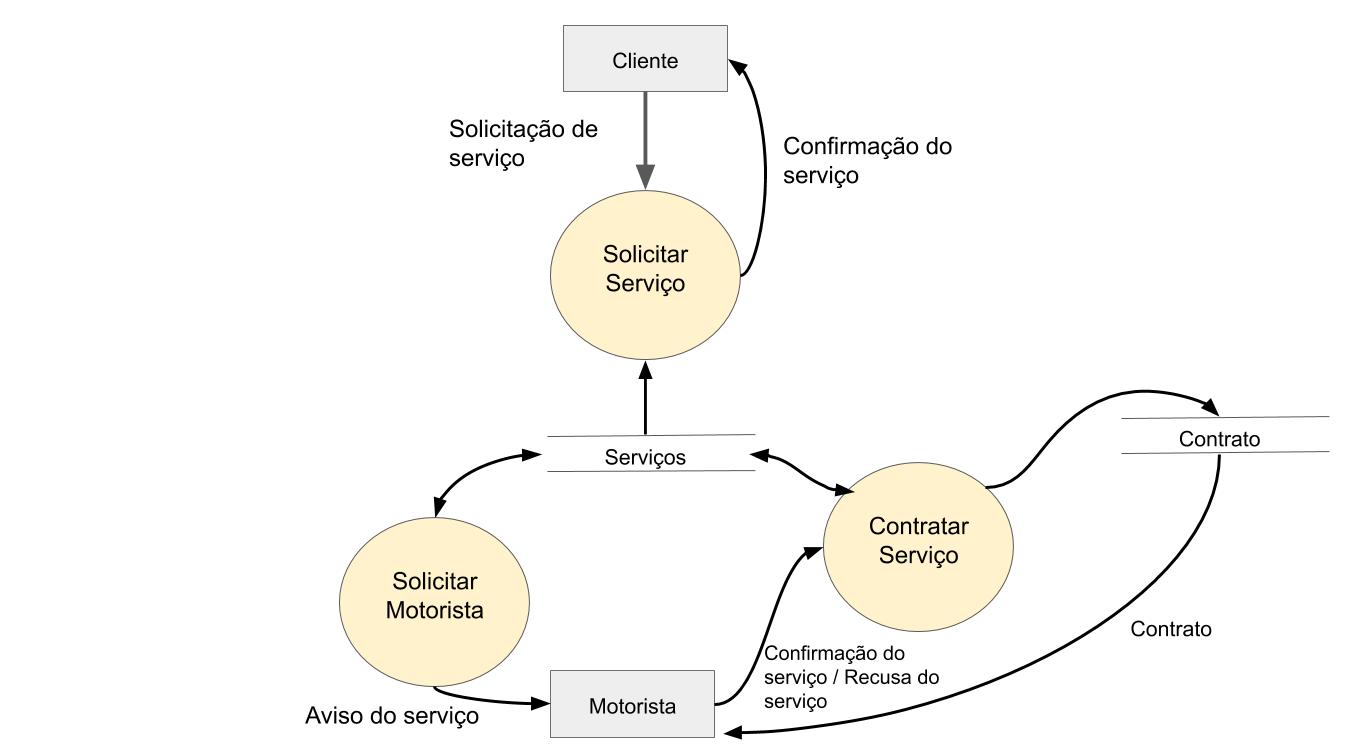 Cliente
Solicitação de
serviço
Confirmação do
serviço
Solicitar
Serviço
Serviços
Contrato
Contratar
Serviço
Solicitar
Motorista
Contrato
Confirmação do
serviço / Recusa do
serviço
Motorista
Aviso do serviço